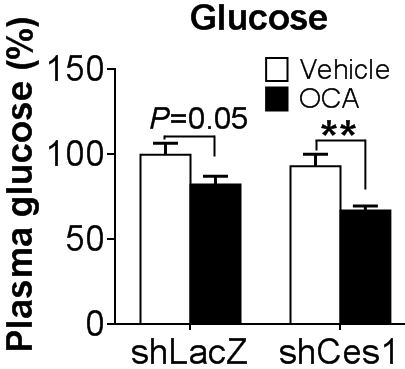 Glucose
Plasma glucose (%)
150
100
50
0
Vehicle
OCA
P=0.05
**
shLacZ
shCes1